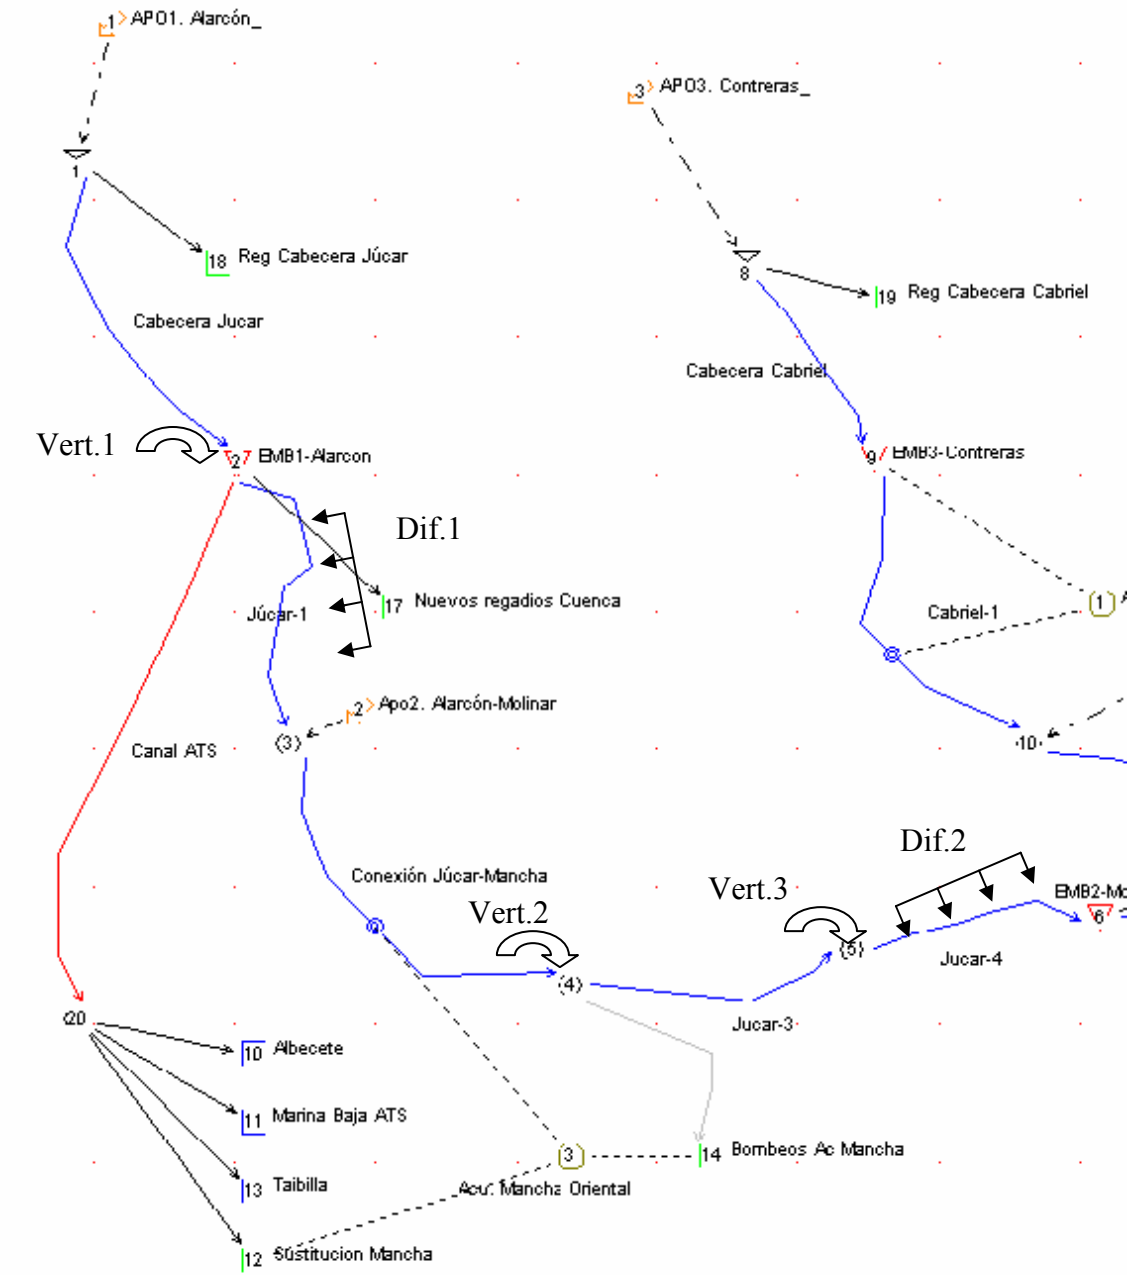 1 APO1. Alarcón_
3 APO3. Contreras_
1
18 Reg Cabecera Júcar
8
19 Reg Cabecera Cabriel
Cabecera Jucar
Cabecera Cabriel
Vert.1
2 EMB1-Alarcon
9 EMB3-Contreras
Dif.1
17 Nuevos regadios Cuenca
Júcar-1
Cabriel-1
1 A
2 Apo2. Alarcón-Molinar
(3)
10
Canal ATS
Dif.2
Conexión Júcar-Mancha
Vert.3
Vert.2
EMB2-Mo
6
(5)
Jucar-4
(4)
20
Jucar-3
10 Albecete
11 Marina Baja ATS
3
14 Bombeos Ac Mancha
13 Taibilla
Acu. Mancha Oriental
12 Sustitucion Mancha